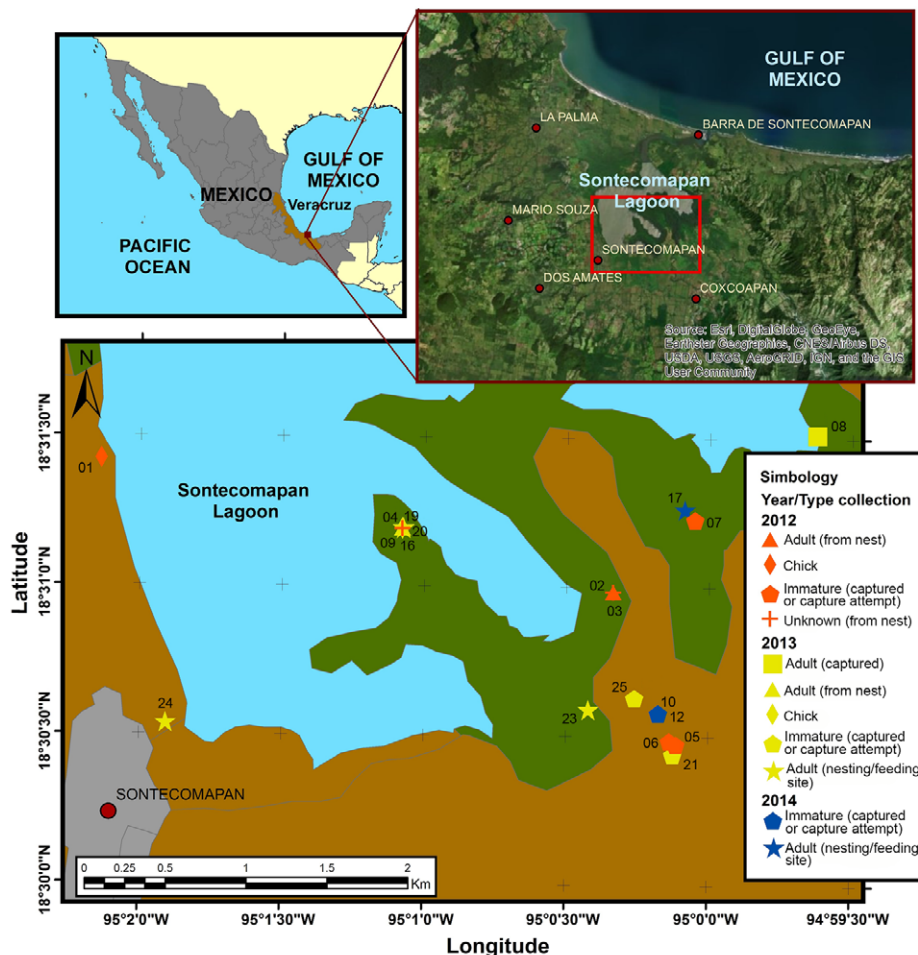 GULF OF
MEXICO
MEXICO
Veracruz
PACIFIC
OCEAN
GULF OF
MEXICO
LA PALMA
BARRA DE SONTECOMAPAN
Sontecomapan
Lagoon
MARIO SOUZA
SONTECOMAPAN
DOS AMATES
COXCOAPAN
Source: Esri, DigitalGlobe, GeoEye,
Earthstar Geographics, CNES/Airbus DS,
USDA, USGS, AeroGRID, IGN, and the GIS
User Community
N
18°31'30"N
18°31'0"N
18°30'30"N
18°30'0"N
Latitude
01
Sontecomapan
Lagoon
04 19
20
09 16
02
03
17
07
08
24
23
25
10
12
06 05
21
SONTECOMAPAN
0 0.25 0.5 1 1.5 2
Km
95°2'0"W 95°1'30"W 95°1'0"W 95°0'30"W 95°0'0"W 94°59'30"W
Longitude
Simbology
Year/Type collection
2012
Adult (from nest)
Chick
Immature (captured
or capture attempt)
Unknown (from nest)
2013
Adult (captured)
Adult (from nest)
Chick
Immature (captured
or capture attempt)
Adult (nesting/feeding
site)
2014
Immature (captured
or capture attempt)
Adult (nesting/feeding
site)